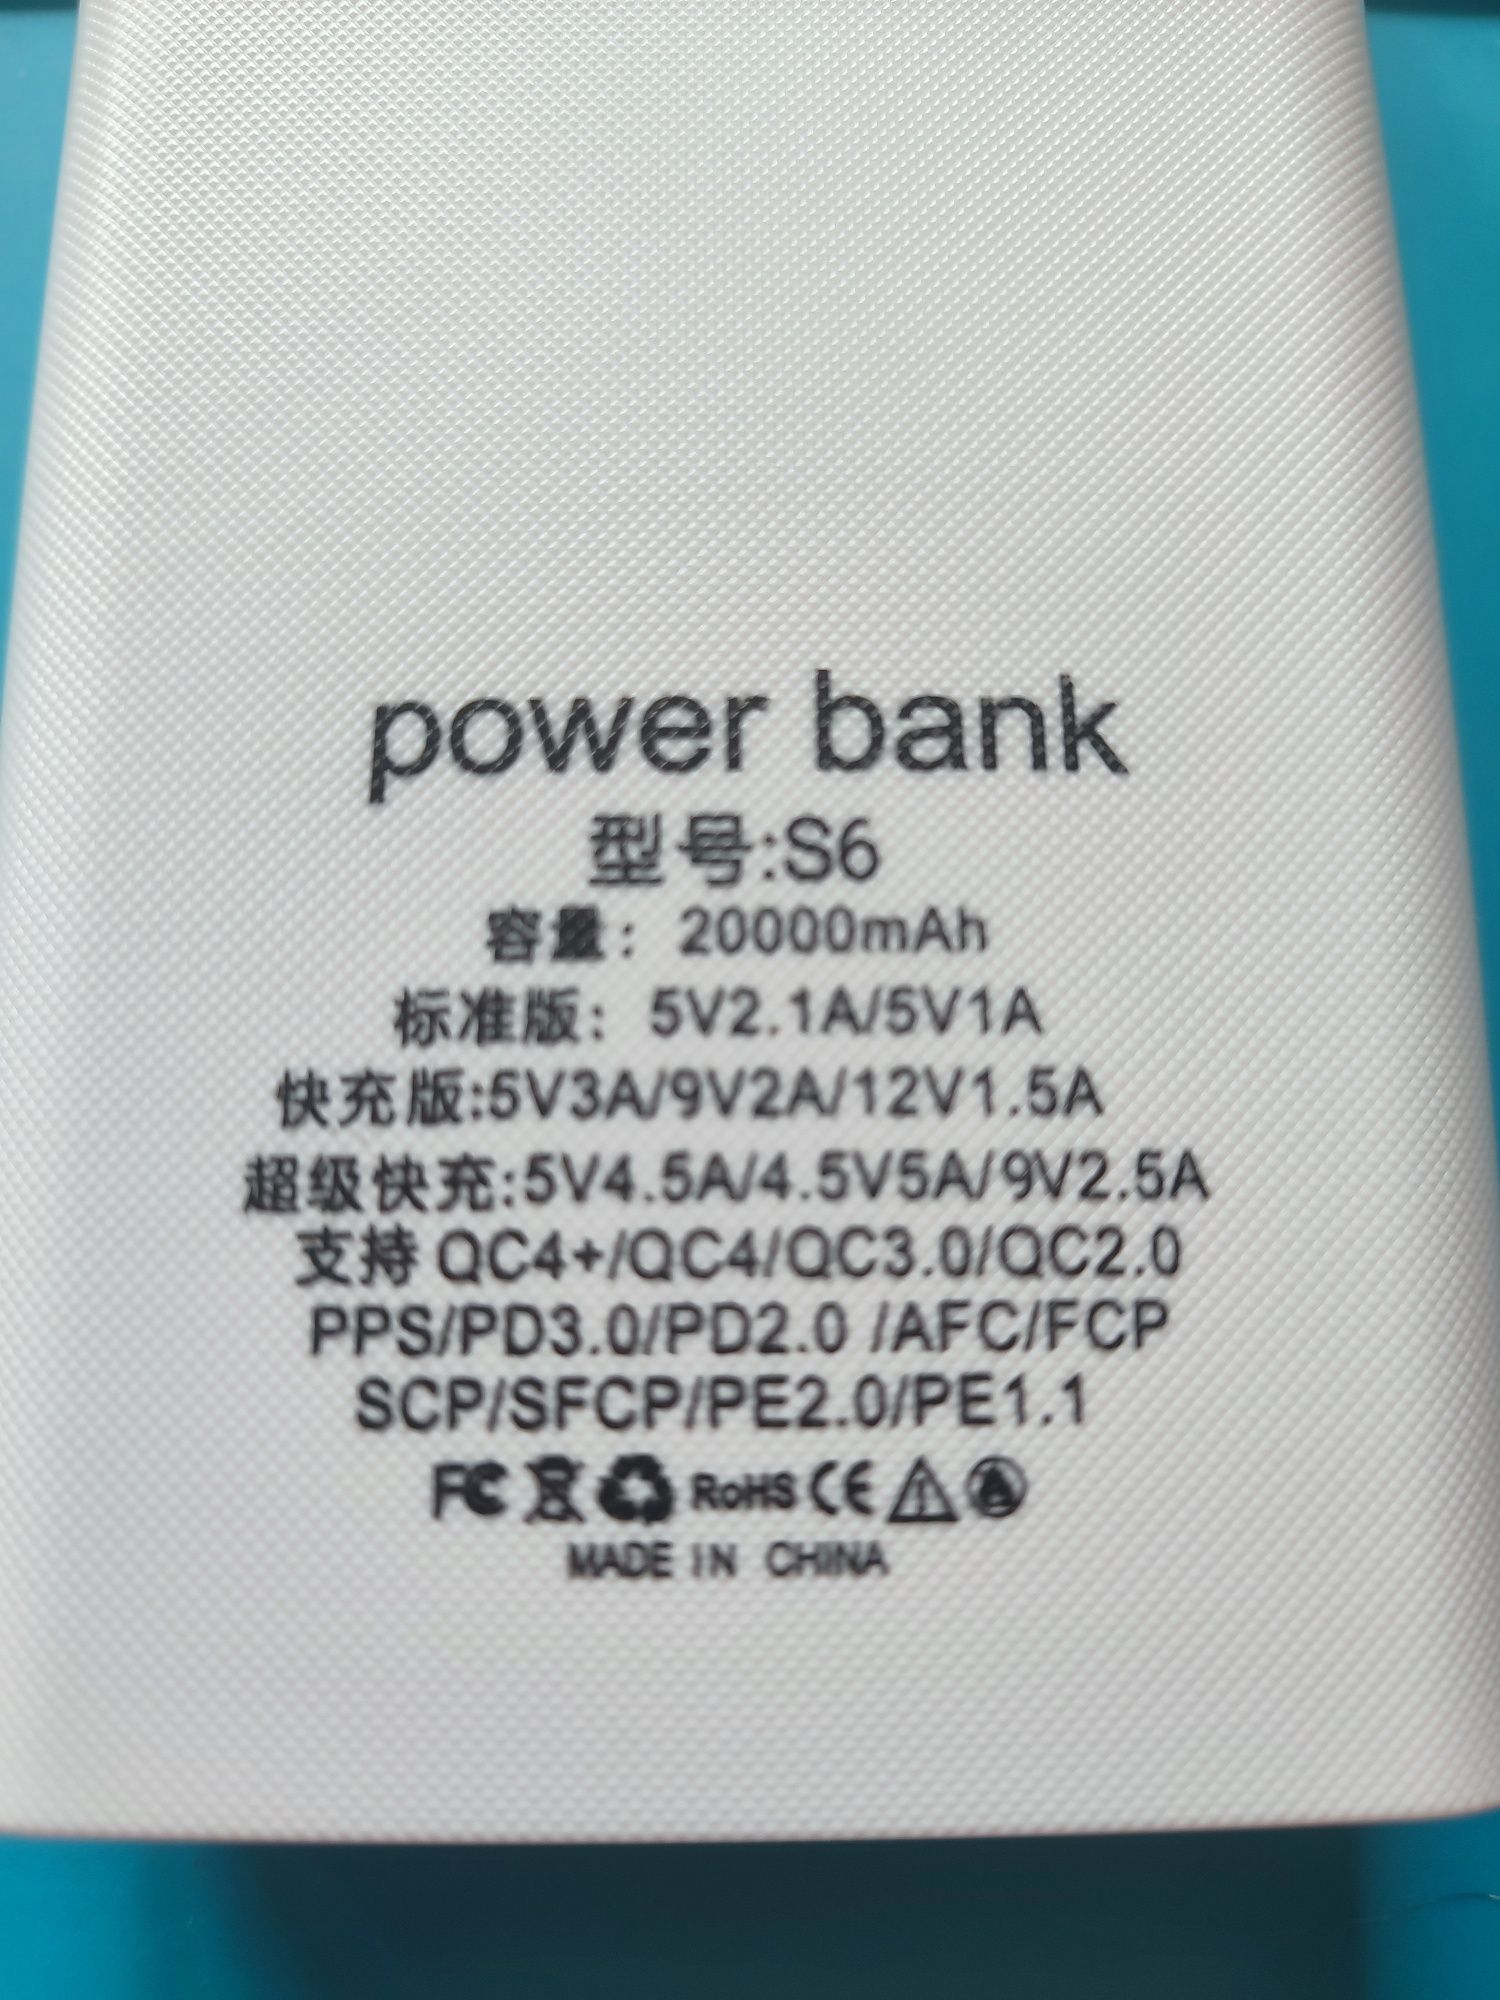 power bank
型号:S6
容量：20000mAh
标准版：5V2.1A/5V1A
快充版:5V3A/9V2A/12V1.5A
超级快充:5V4.5A/4.5V5A/9V2.5A
支持 QC4+/QC4/QC3.0/QC2.0
PPS/PD3.0/PD2.0 /AFC/FCP
SCP/SFCP/PE2.0/PE1.1
FC RoHS CE
MADE IN CHINA